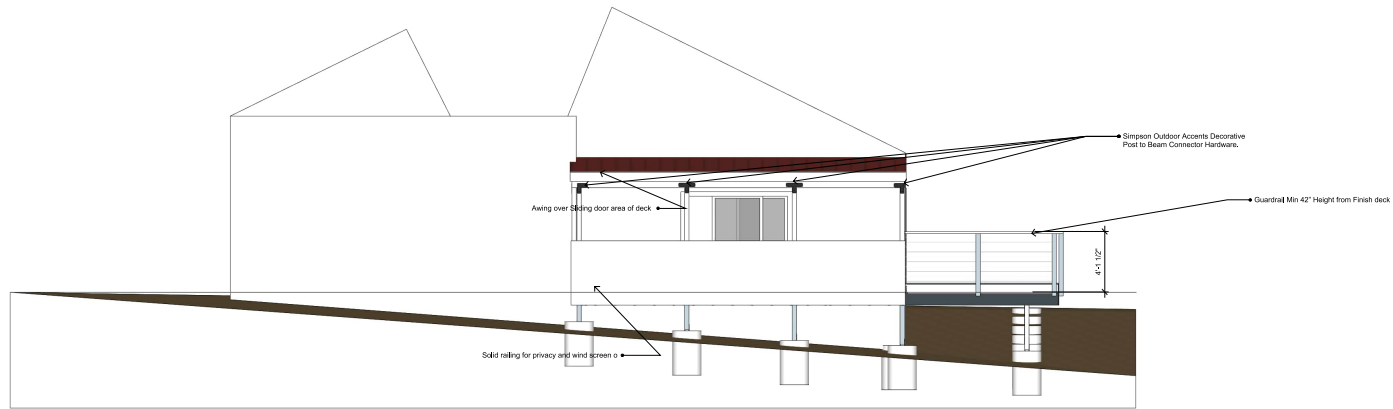 Simpson Outdoor Accents Decorative
Post to Beam Connector Hardware.
Guardrail Min 42" Height from Finish deck
Awing over Sliding door area of deck
4'-1 1/2"
Solid railing for privacy and wind screen o